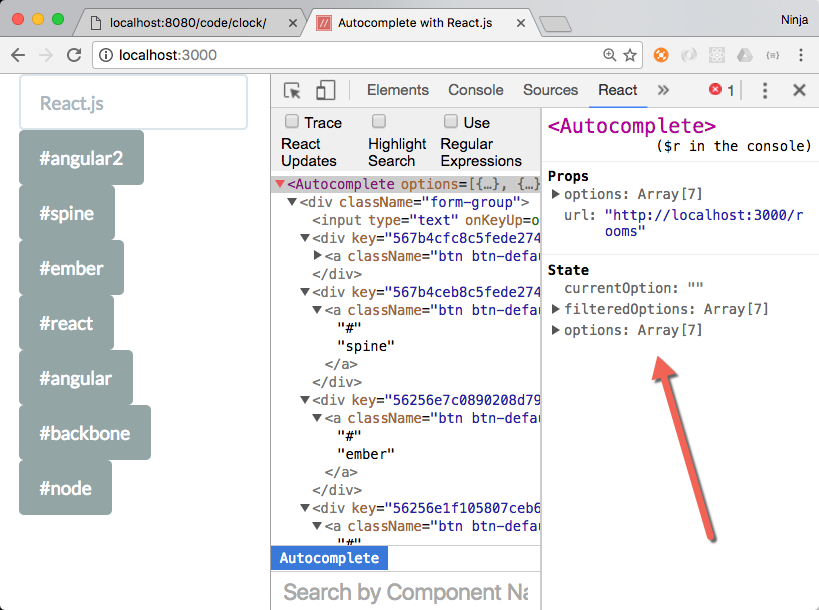 localhost:8080/code/clock/
Autocomplete with React.js
Ninja
localhost:3000
React.js
#angular2
#spine
#ember
#react
#angular
#backbone
#node
Elements Console Sources React » 1
Trace React Updates
Highlight Search
Use Regular Expressions
<Autocomplete options=[{…}, {…}
<div className="form-group">
<input type="text" onKeyUp=o
<div key="567b4cfc8c5fede274
<a className="btn btn-defau
</div>
<div key="567b4ceb8c5fede274
<a className="btn btn-defau
"#"
"spine"
</a>
</div>
<div key="56256e7c0890208d79
<a className="btn btn-defau
"#"
"ember"
</a>
</div>
<div key="56256e1f105807ceb6
<a className="btn btn-defau
"#"
Autocomplete
Search by Component Na
<Autocomplete>
($r in the console)
Props
options: Array[7]
url: "http://localhost:3000/r
ooms"
State
currentOption: ""
filteredOptions: Array[7]
options: Array[7]